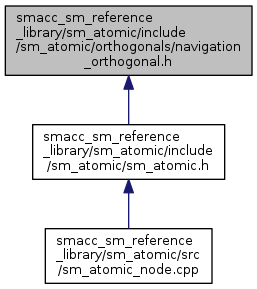 smacc_sm_reference
_library/sm_atomic/include
/sm_atomic/orthogonals/navigation
_orthogonal.h
smacc_sm_reference
_library/sm_atomic/include
/sm_atomic/sm_atomic.h
smacc_sm_reference
_library/sm_atomic/src
/sm_atomic_node.cpp